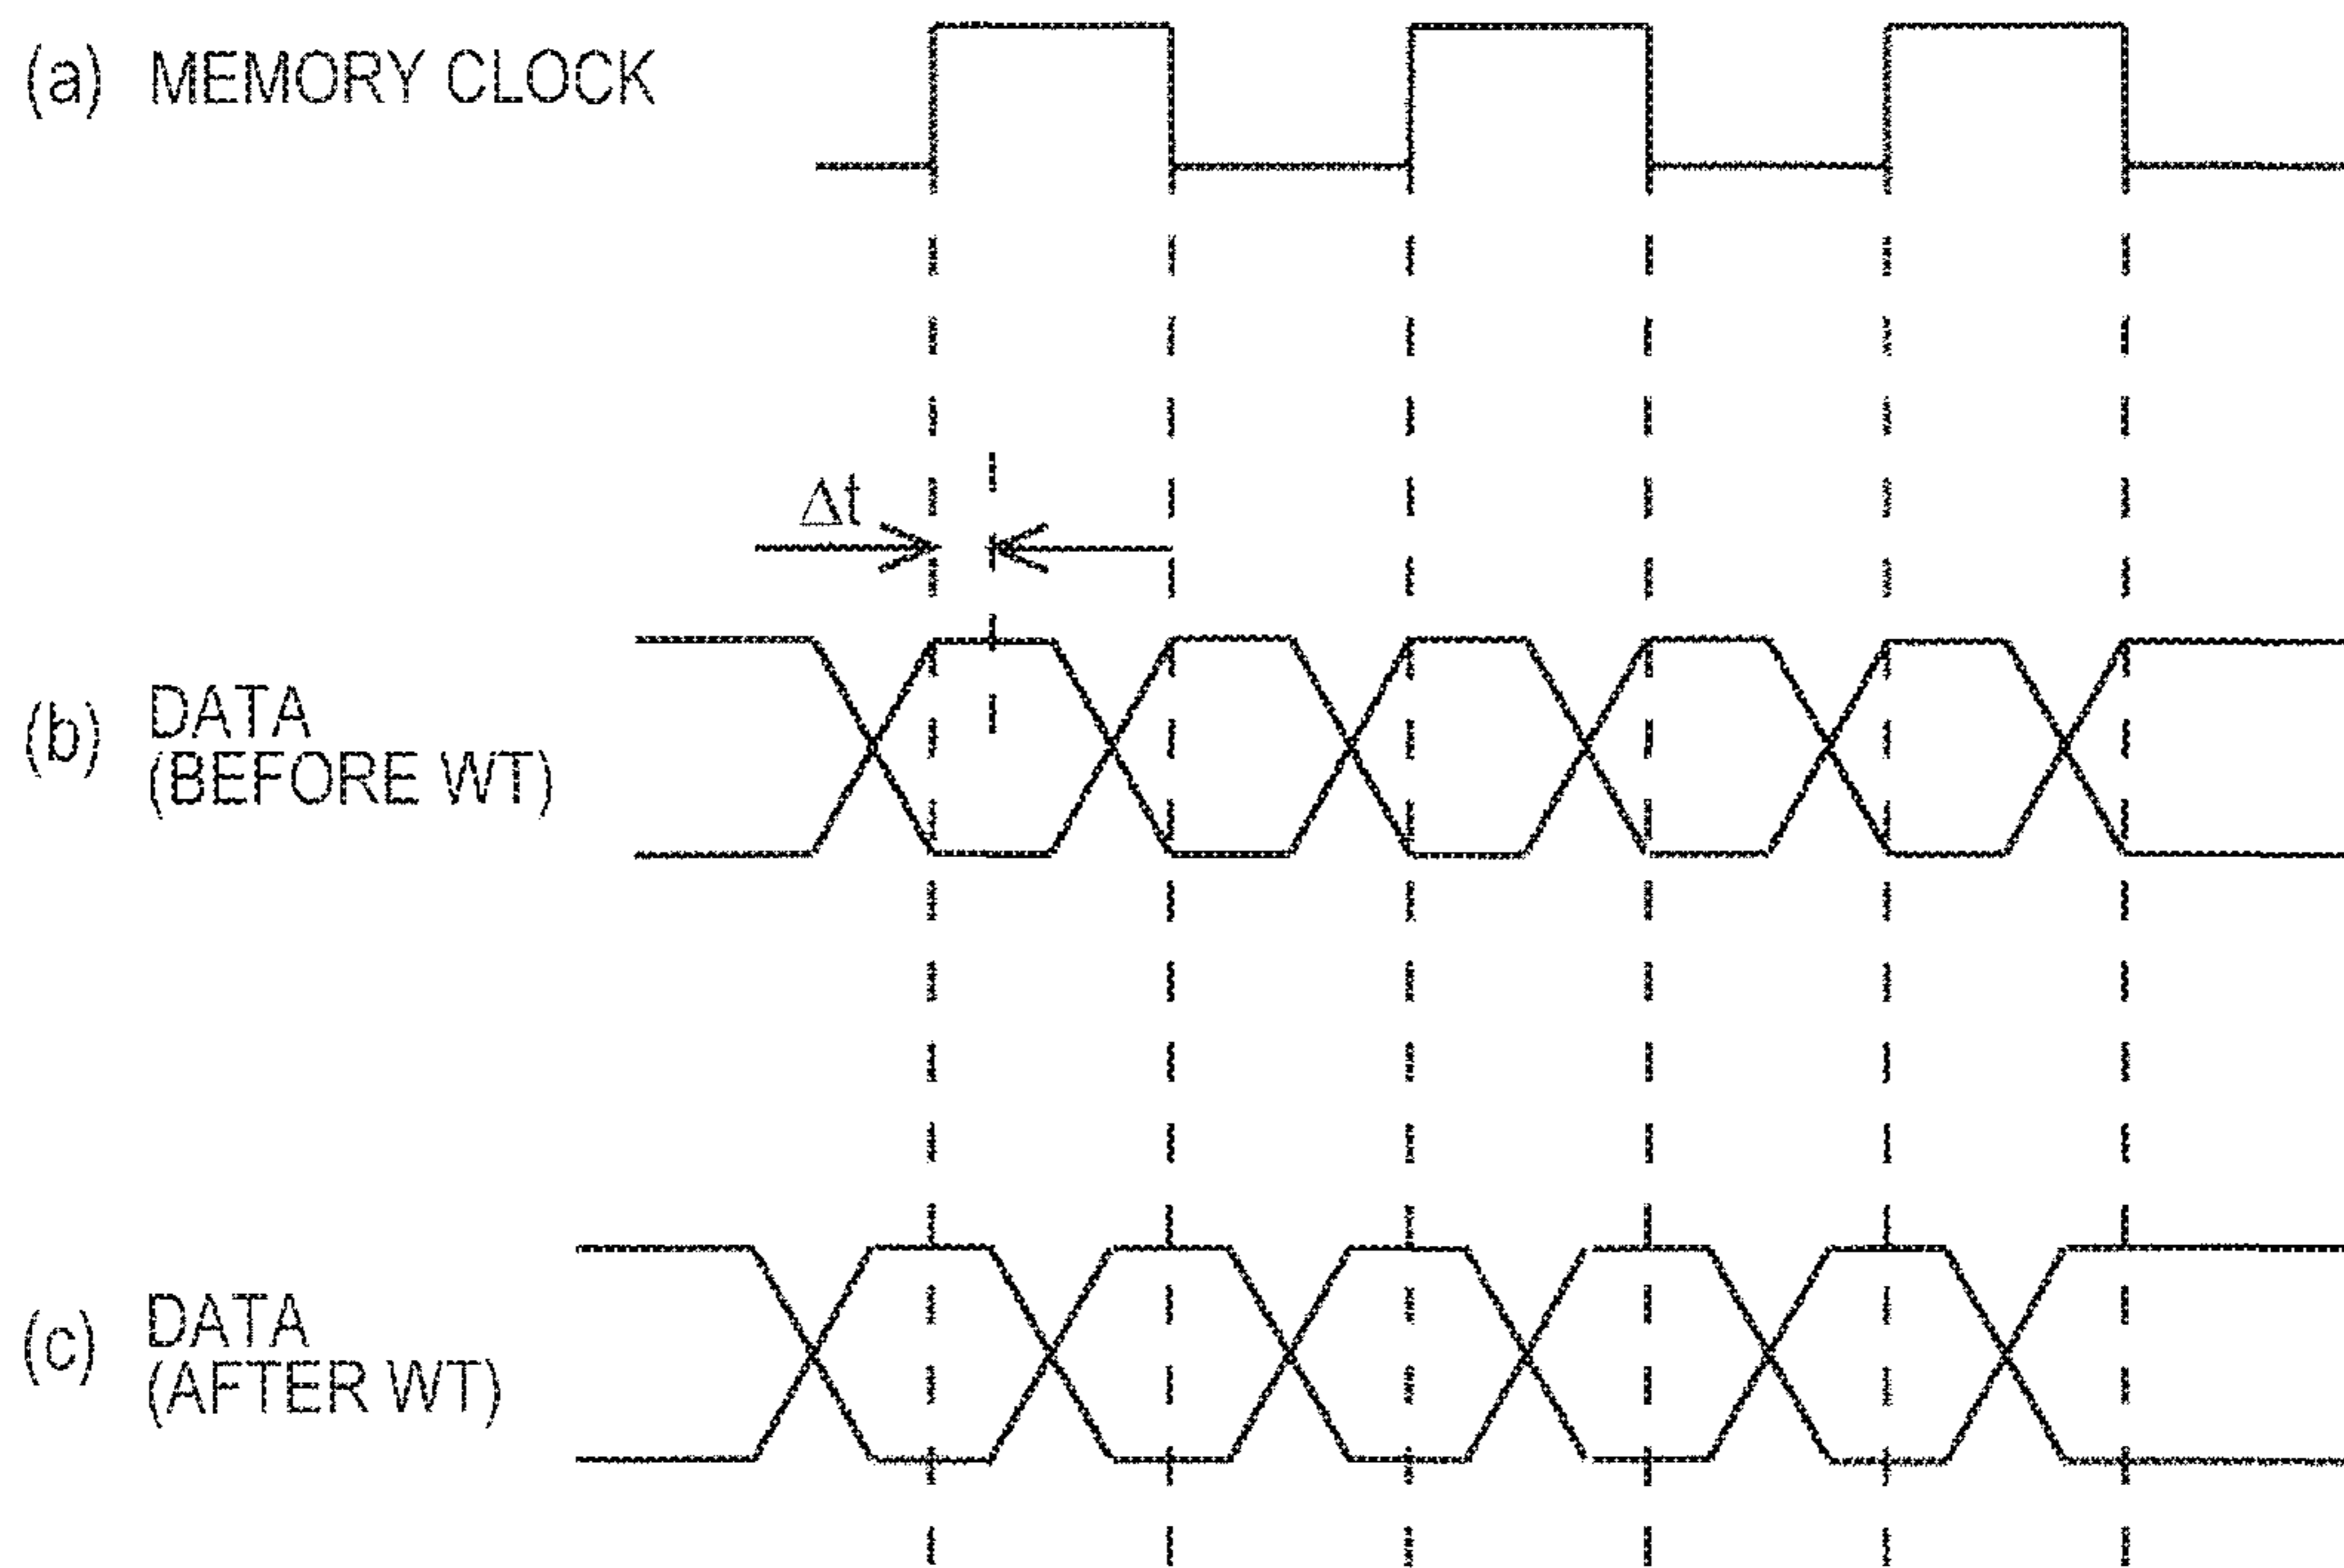 (a) MEMORY CLOCK
Δt
(b) DATA
(BEFORE WT)
(c) DATA
(AFTER WT)